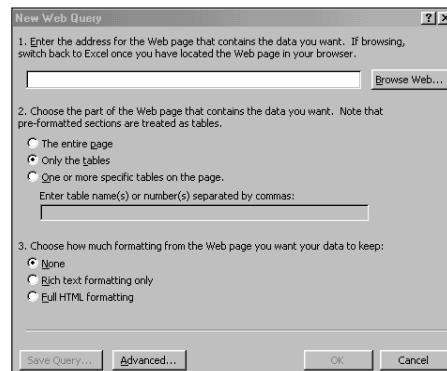 New Web Query
1. Enter the address for the Web page that contains the data you want. If browsing,
switch back to Excel once you have located the Web page in your browser.
Browse Web...
2. Choose the part of the Web page that contains the data you want. Note that
pre-formatted sections are treated as tables.
The entire page
Only the tables
One or more specific tables on the page.
Enter table name(s) or number(s) separated by commas:
3. Choose how much formatting from the Web page you want your data to keep:
None
Rich text formatting only
Full HTML formatting
Save Query... Advanced... OK Cancel